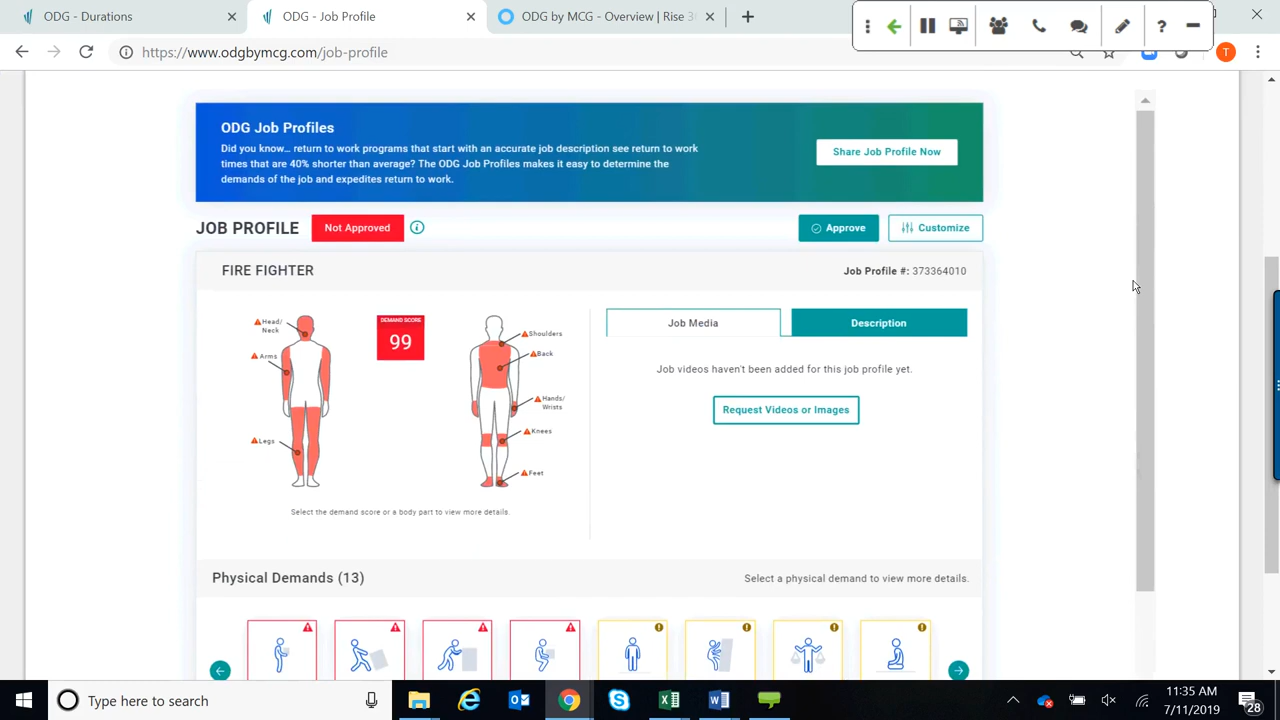 ODG - Durations
ODG - Job Profile
ODG by MCG - Overview | Rise 3
https://www.odgbymcg.com/job-profile
T
ODG Job Profiles
Did you know... return to work programs that start with an accurate job description see return to work
times that are 40% shorter than average? The ODG Job Profiles makes it easy to determine the
demands of the job and expedites return to work.
Share Job Profile Now
JOB PROFILE
Not Approved
Approve
Customize
FIRE FIGHTER
Job Profile #: 373364010
Head/
Neck
Arms
Legs
DEMAND SCORE
99
Shoulders
Back
Hands/
Wrists
Knees
Feet
Select the demand score or a body part to view more details.
Job Media
Description
Job videos haven't been added for this job profile yet.
Request Videos or Images
Physical Demands (13)
Select a physical demand to view more details.
Type here to search
11:35 AM
7/11/2019
28